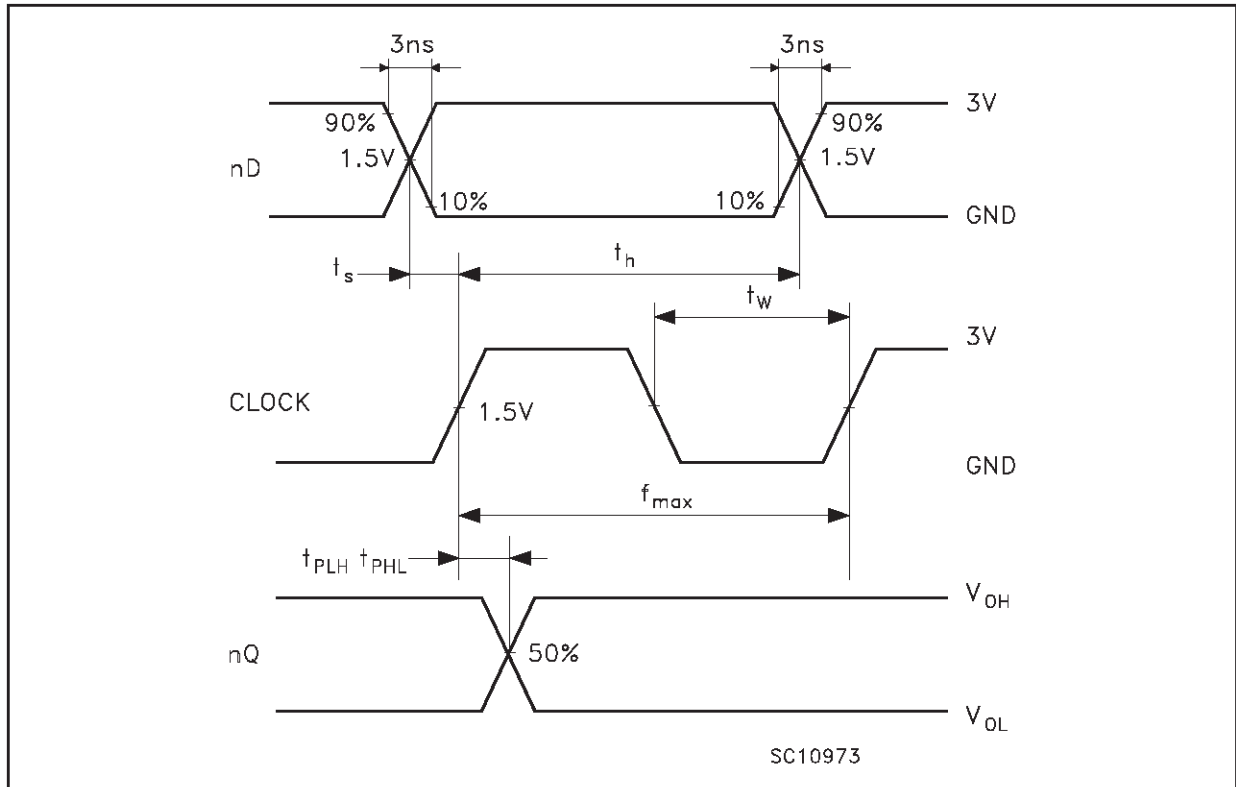 3ns 3ns
3V
90% 90%
nD 1.5V 1.5V
10% 10%
GND
t_s t_h
t_W
3V
CLOCK 1.5V
GND
f_max
t_PLH t_PHL
V_OH
nQ 50%
V_OL
SC10973